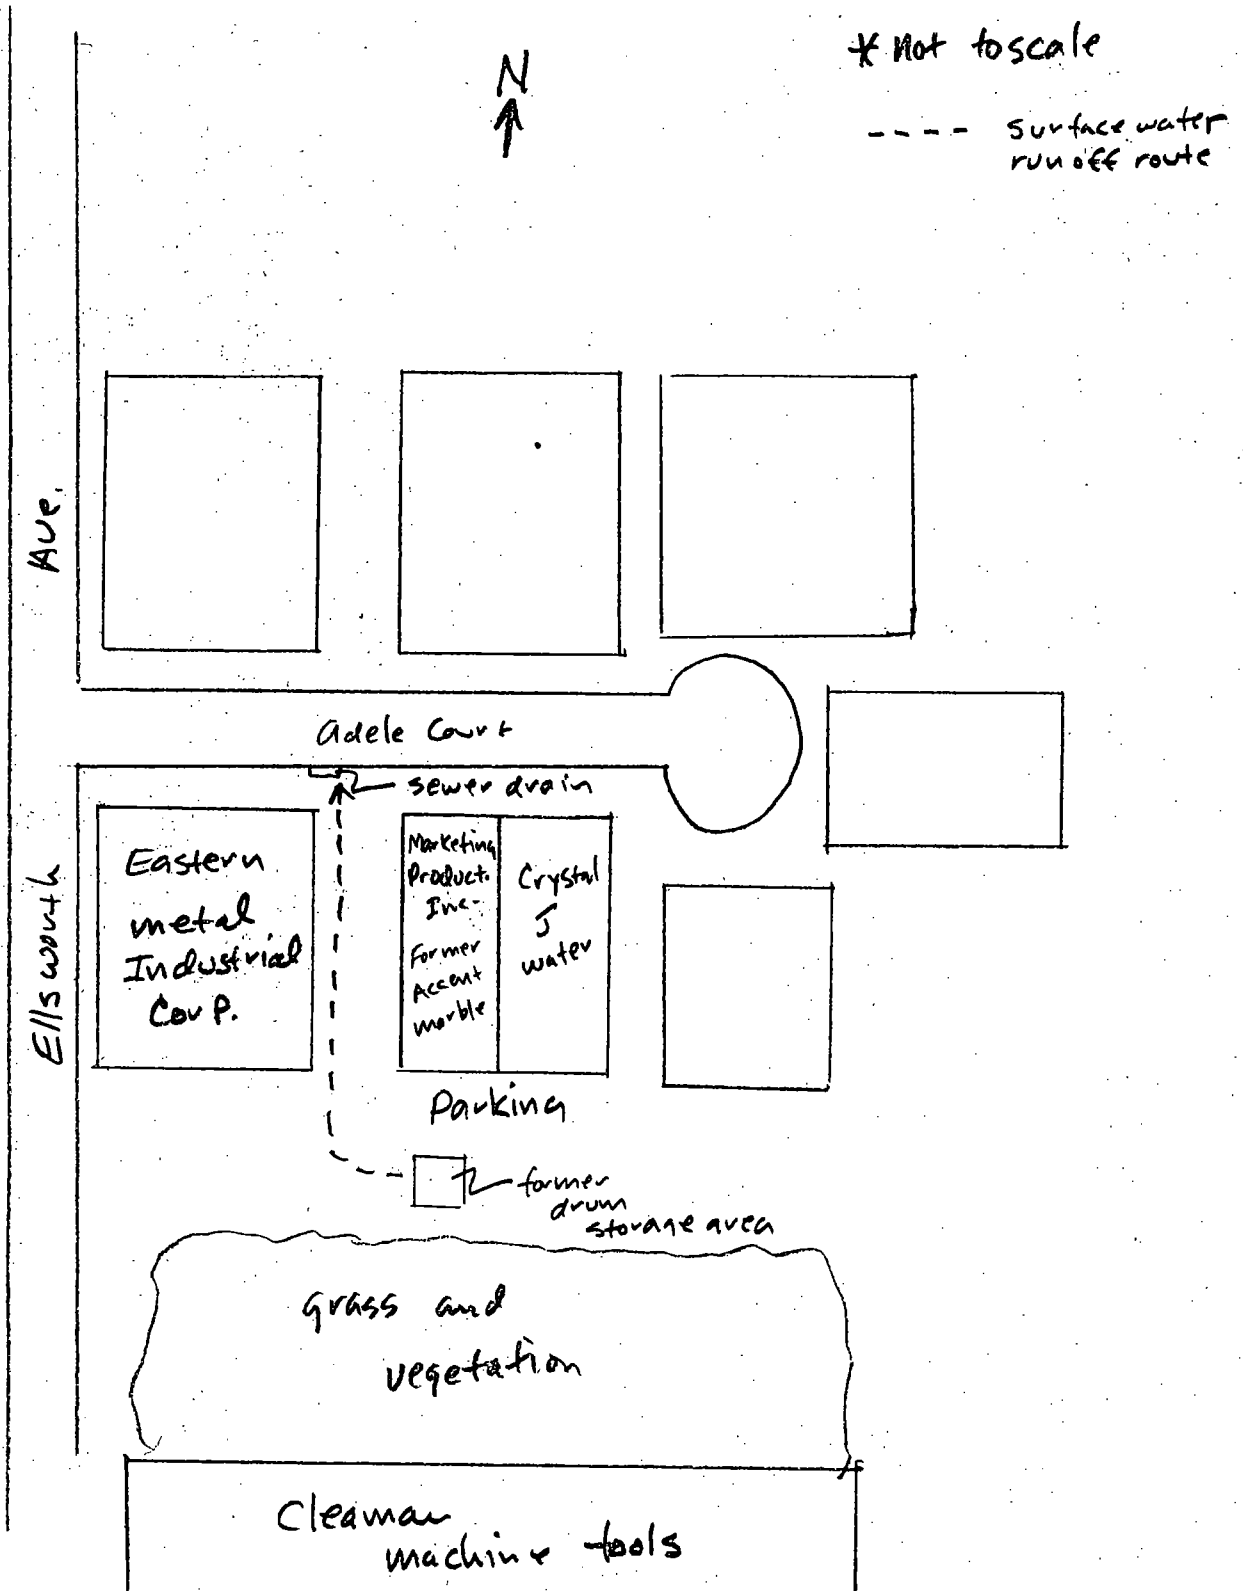 * Not to scale
N
---- surface water
runoff route
Ave.
Ellsworth
Adele Court
sewer drain
Eastern
metal
Industrial
Corp.
Marketing
Product.
Inc.
Former
Accent
marble
Crystal
water
Parking
former
drum
storage area
grass and
vegetation
machine tools